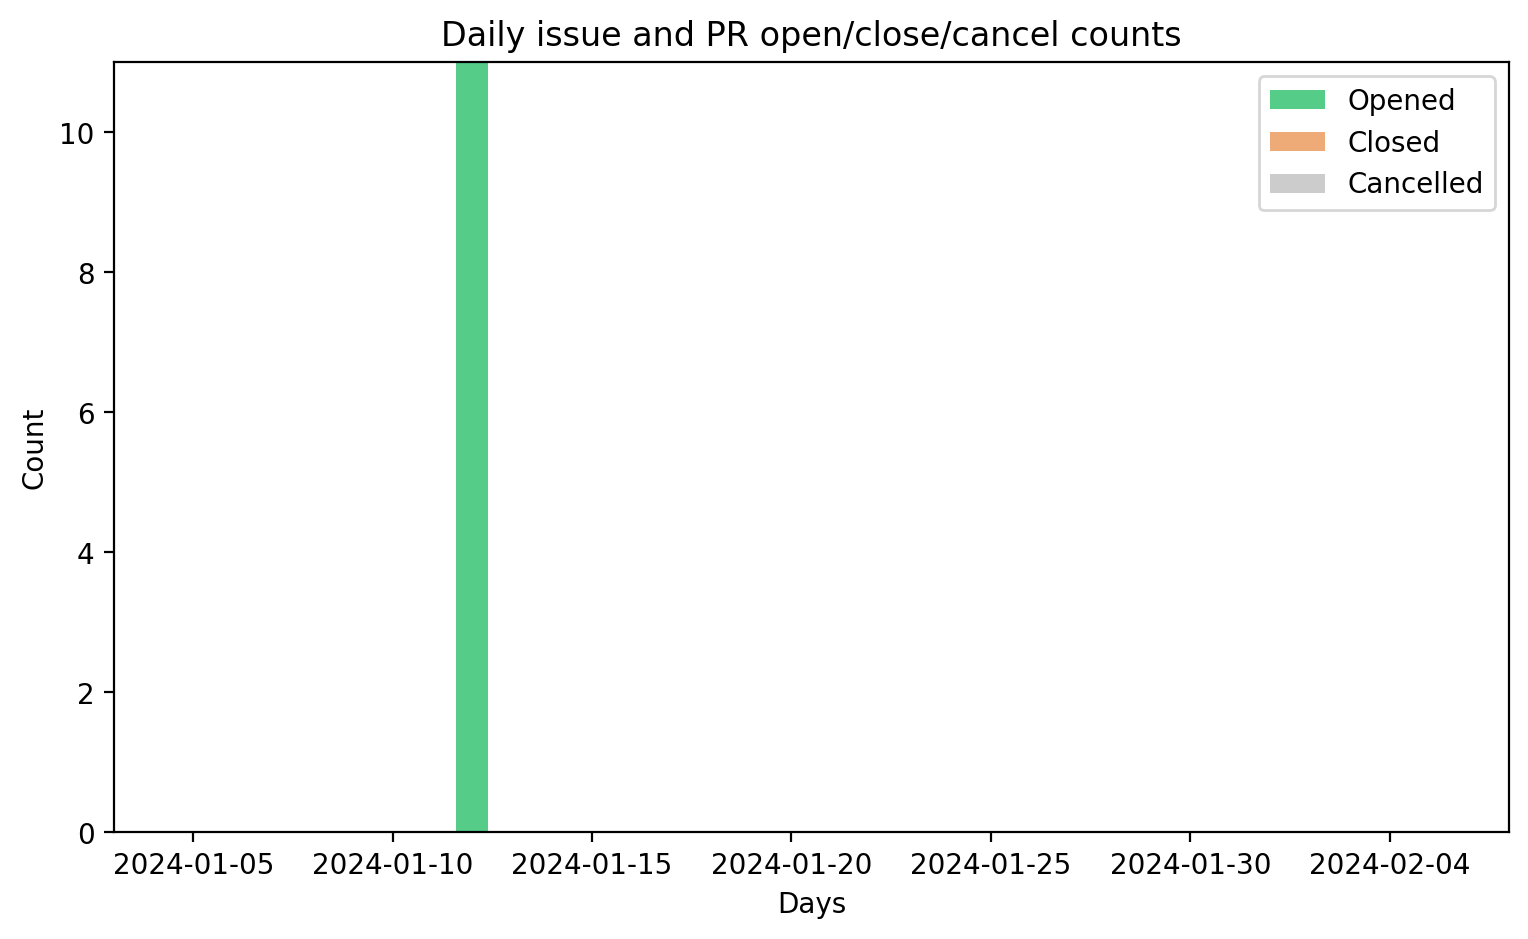 Daily issue and PR open/close/cancel counts
Opened
Closed
Cancelled
10
8
6
4
2
0
Count
2024-01-05 2024-01-10 2024-01-15 2024-01-20 2024-01-25 2024-01-30 2024-02-04
Days